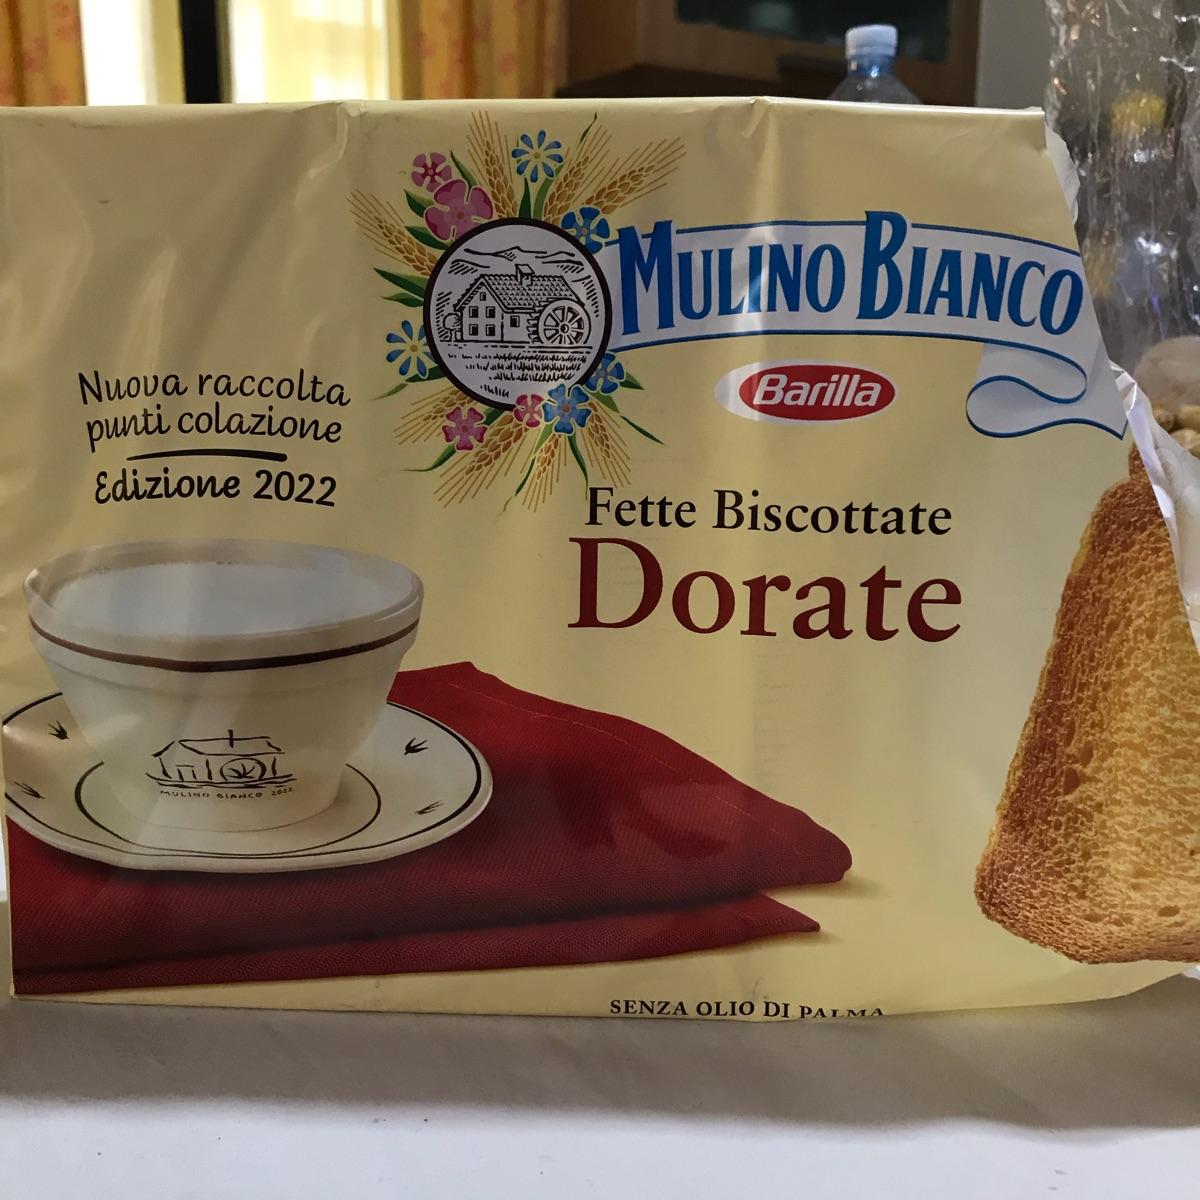 Nuova raccolta
punti colazione
Edizione 2022
MULINO BIANCO
Barilla
Fette Biscottate
Dorate
MULINO BIANCO 2022
SENZA OLIO DI PALMA